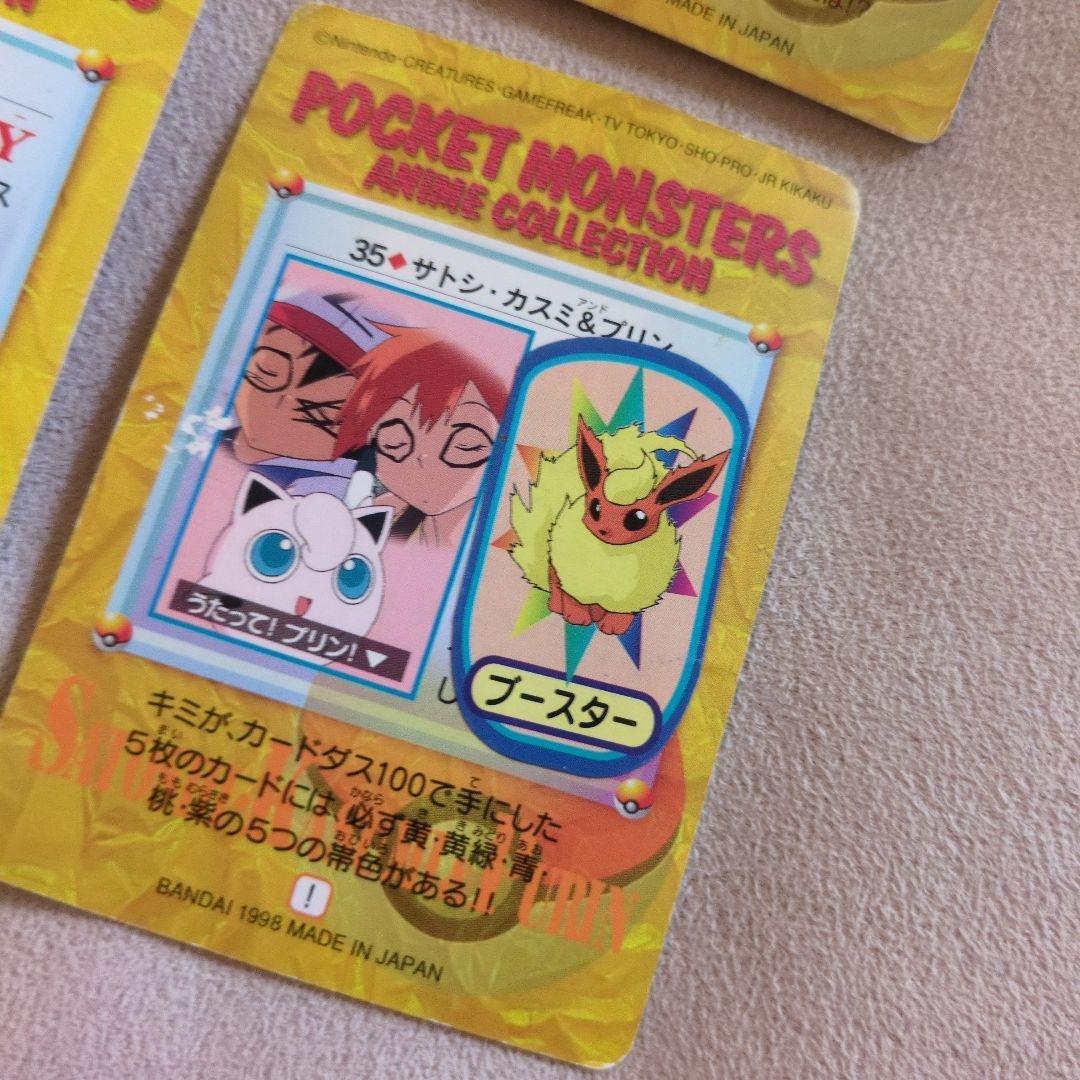 ©Nintendo・CREATURES・GAMEFREAK・TV TOKYO・SHO-PRO・JR KIKAKU
POCKET MONSTERS
ANIME COLLECTION
35♦サトシ・カスミ&プリン
アンド
うたって! プリン!▼
し
ブースター
キミが、カードダス100で手にした
5枚のカードには、必ず黄・黄緑・青・
桃・紫の5つの帯色がある!!
!
BANDAI 1998 MADE IN JAPAN
MADE IN JAPAN
Y
ス